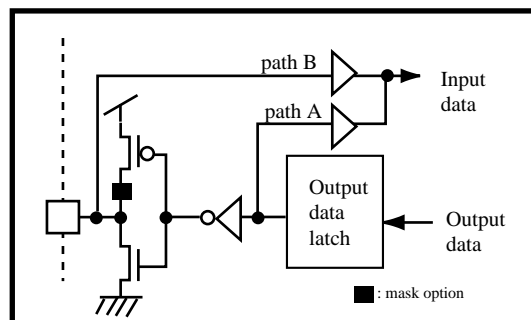 path B
Input
data
path A
Output
data
latch
Output
data
: mask option